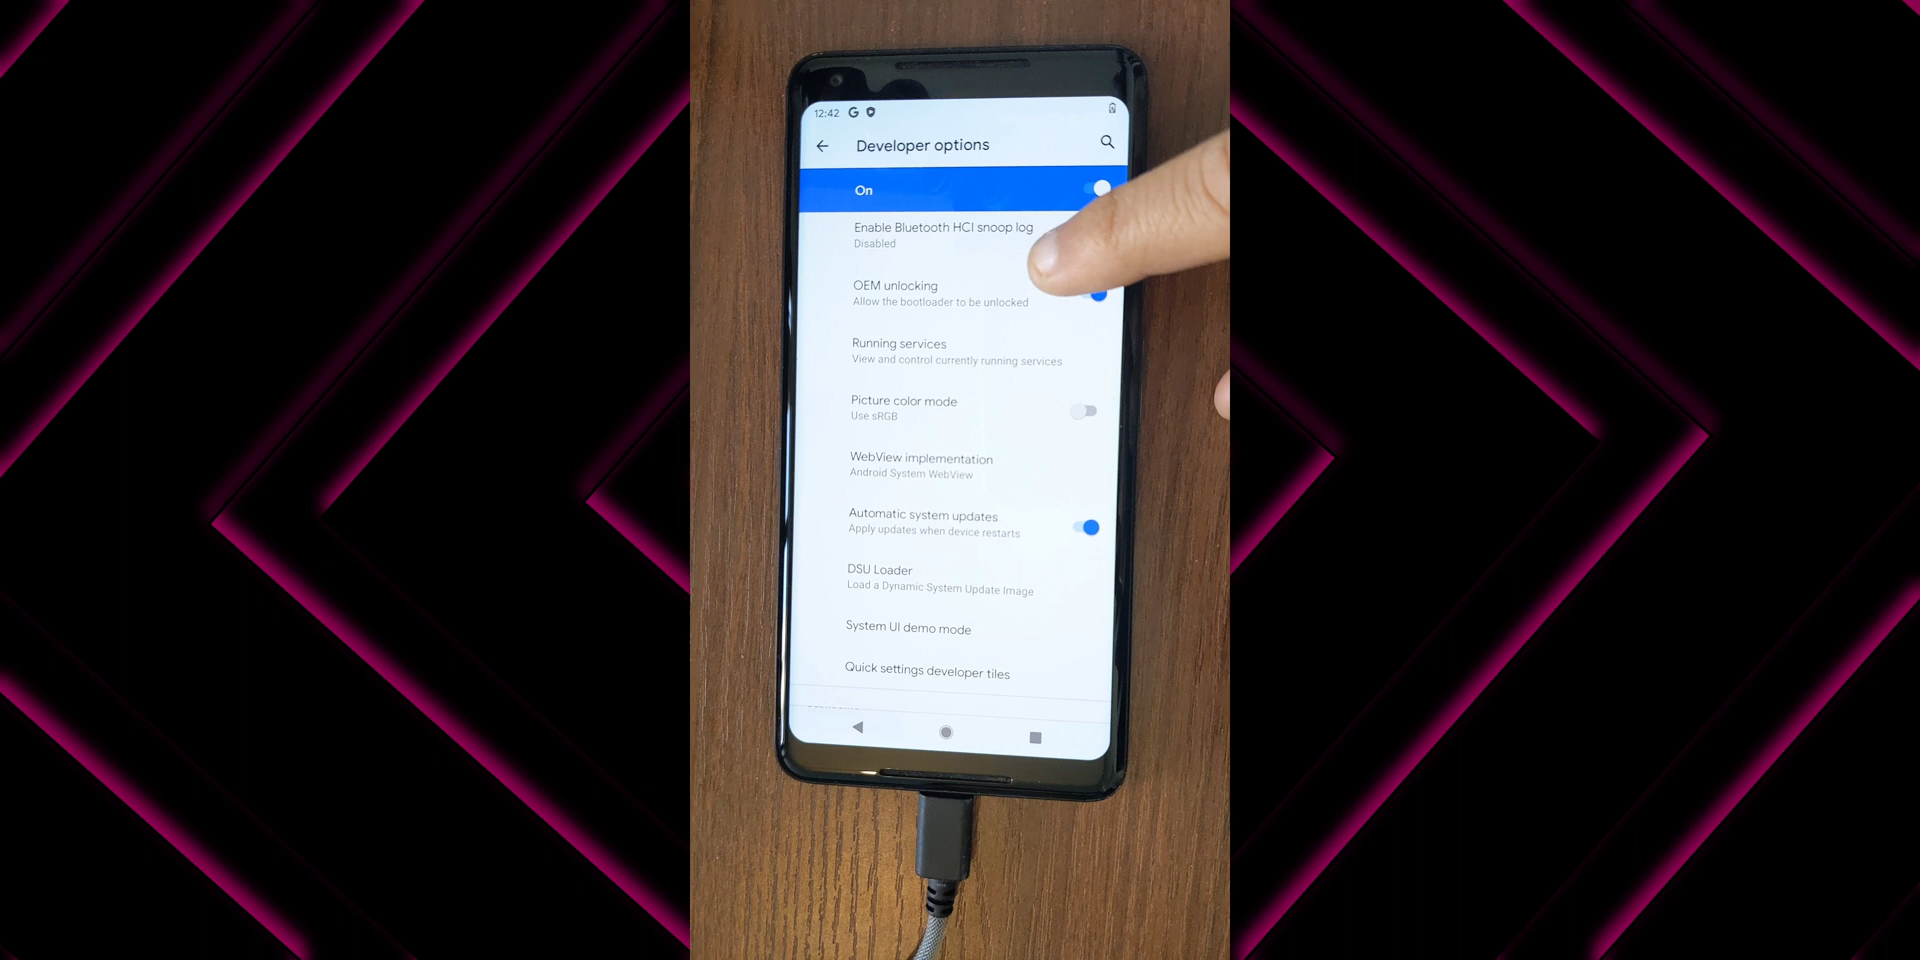 12:42 G
Developer options
On
Enable Bluetooth HCI snoop log
Disabled
OEM unlocking
Allow the bootloader to be unlocked
Running services
View and control currently running services
Picture color mode
Use sRGB
WebView implementation
Android System WebView
Automatic system updates
Apply updates when device restarts
DSU Loader
Load a Dynamic System Update Image
System UI demo mode
Quick settings developer tiles